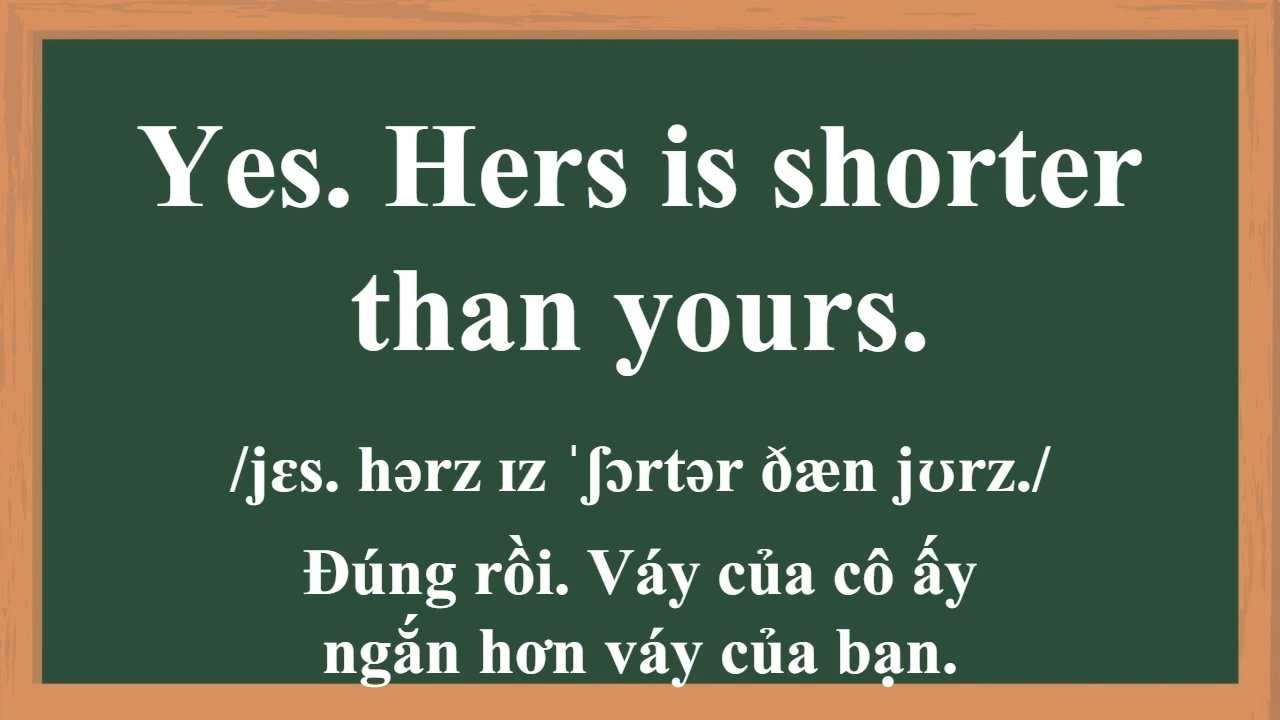 Yes. Hers is shorter
than yours.
/jɛs. hərz ɪz ˈʃɔrtər ðæn jʊrz./
Đúng rồi. Váy của cô ấy
ngắn hơn váy của bạn.